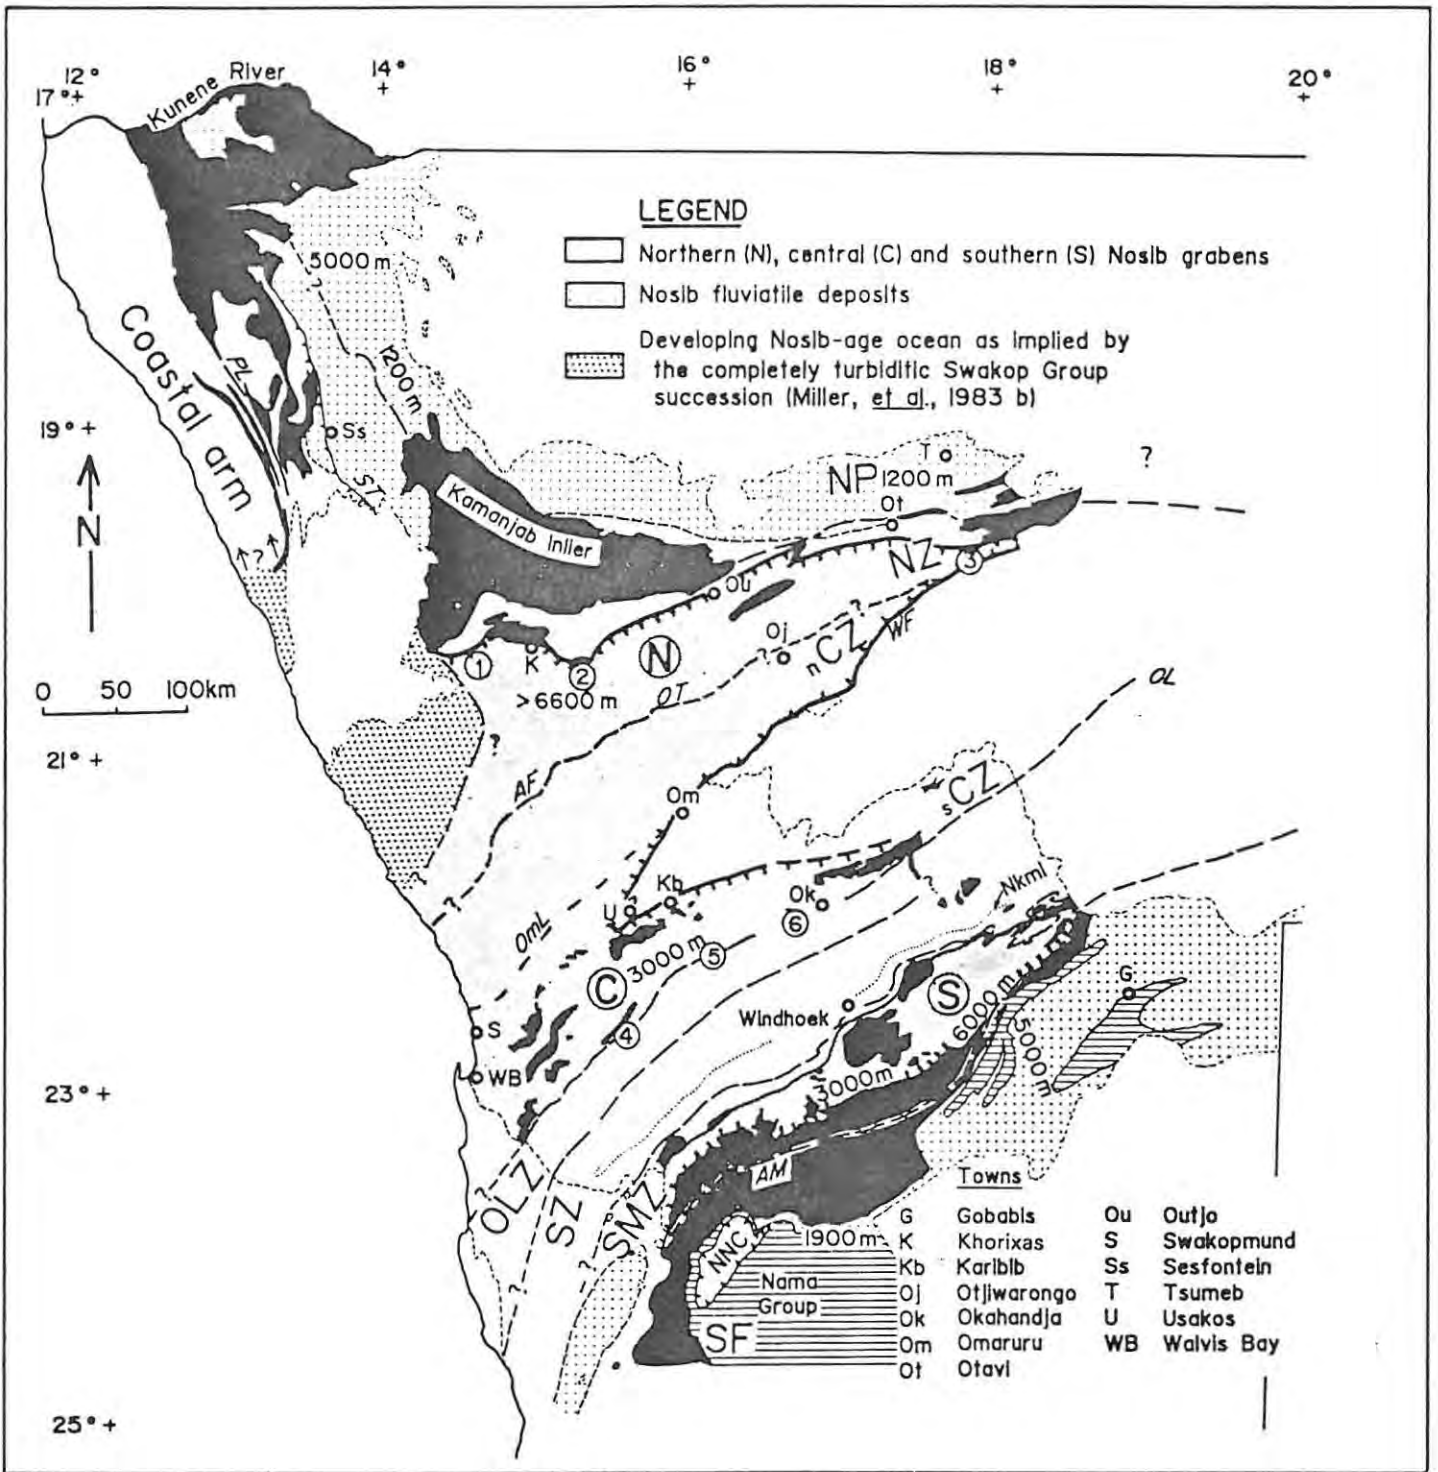 12° 14° 16° 18° 20°
17°
Kunene River
LEGEND
Northern (N), central (C) and southern (S) Nosib grabens
Nosib fluviatile deposits
Developing Nosib-age ocean as implied by
the completely turbiditic Swakop Group
succession (Miller, et al., 1983 b)
5000 m
1200 m
Coastal arm
PL
Ss
ST
19°
N
?
Kamanjab Inlier
NP
T
1200 m
Ot
?
NZ
3
Ou
Oj
?
nCZ
WF
N
1
K
2
>6600 m
OT
?
OL
0 50 100km
21°
?
AF
Om
sCZ
?
OmL
U
Kb
Ok
6
?
Nkml
C
3000 m
5
4
S
WB
Windhoek
S
6000 m
3000 m
5000 m
G
23°
?
OLZ
SZ
SMZ
?
?
AM
NNC
1900 m
Nama
Group
SF
Towns
G Gobabis Ou Outjo
K Khorixas S Swakopmund
Kb Karibib Ss Sesfontein
Oj Otjiwarongo T Tsumeb
Ok Okahandja U Usakos
Om Omaruru WB Walvis Bay
Ot Otavi
25°